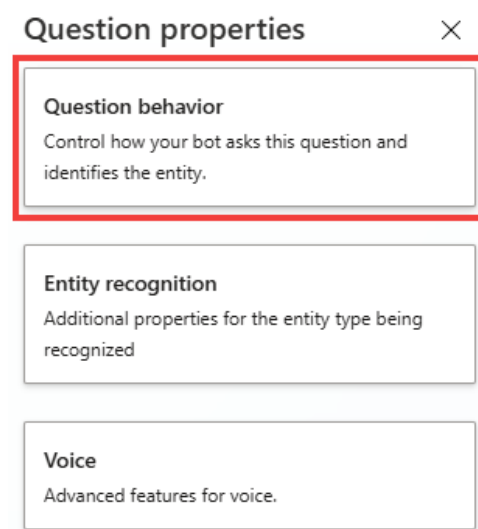 Question properties
Question behavior
Control how your bot asks this question and
identifies the entity.
Entity recognition
Additional properties for the entity type being
recognized
Voice
Advanced features for voice.